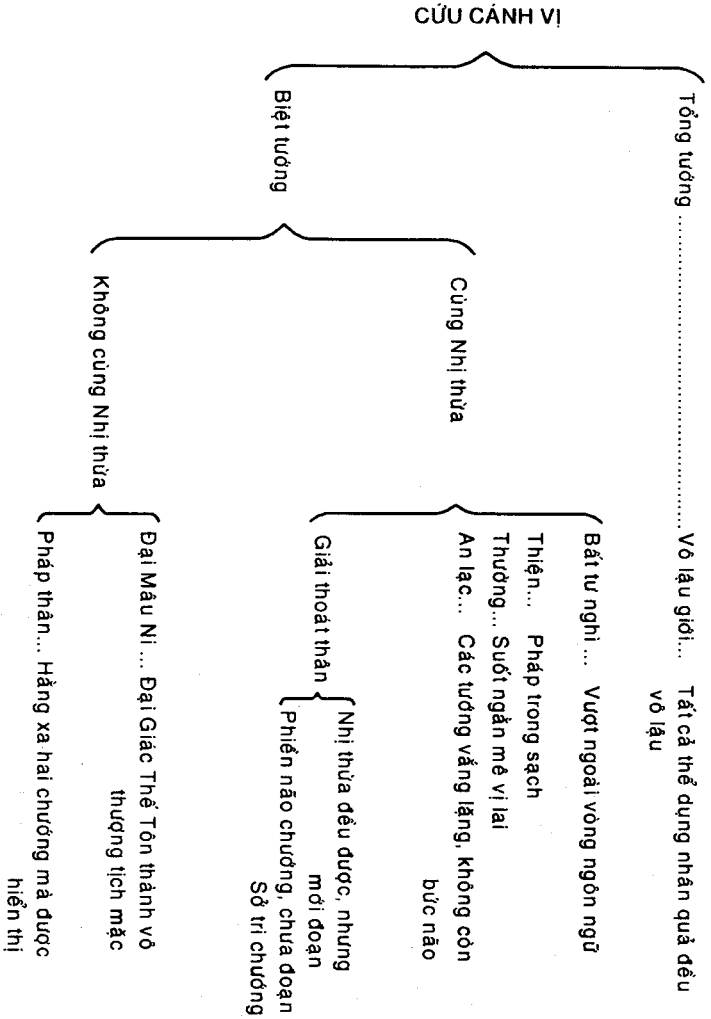 CỨU CÁNH VỊ
Tổng tướng ........................................ Vô lậu giới... Tất cả thể dụng nhân quả đều
vô lậu
Biệt tướng
Cùng Nhị thừa
Bất tư nghi ... Vượt ngoài vòng ngôn ngữ
Thiện... Pháp trong sạch
Thường... Suốt ngằn mê vị lai
An lạc... Các tướng vắng lặng, không còn
bức não
Giải thoát thân
Nhị thừa đều được, nhưng
mới đoạn
Phiền não chướng, chưa đoạn
Sở tri chướng
Không cùng Nhị thừa
Đại Mâu Ni ... Đại Giác Thế Tôn thành vô
thượng tịch mặc
Pháp thân... Hằng xa hai chướng mà được
hiển thị